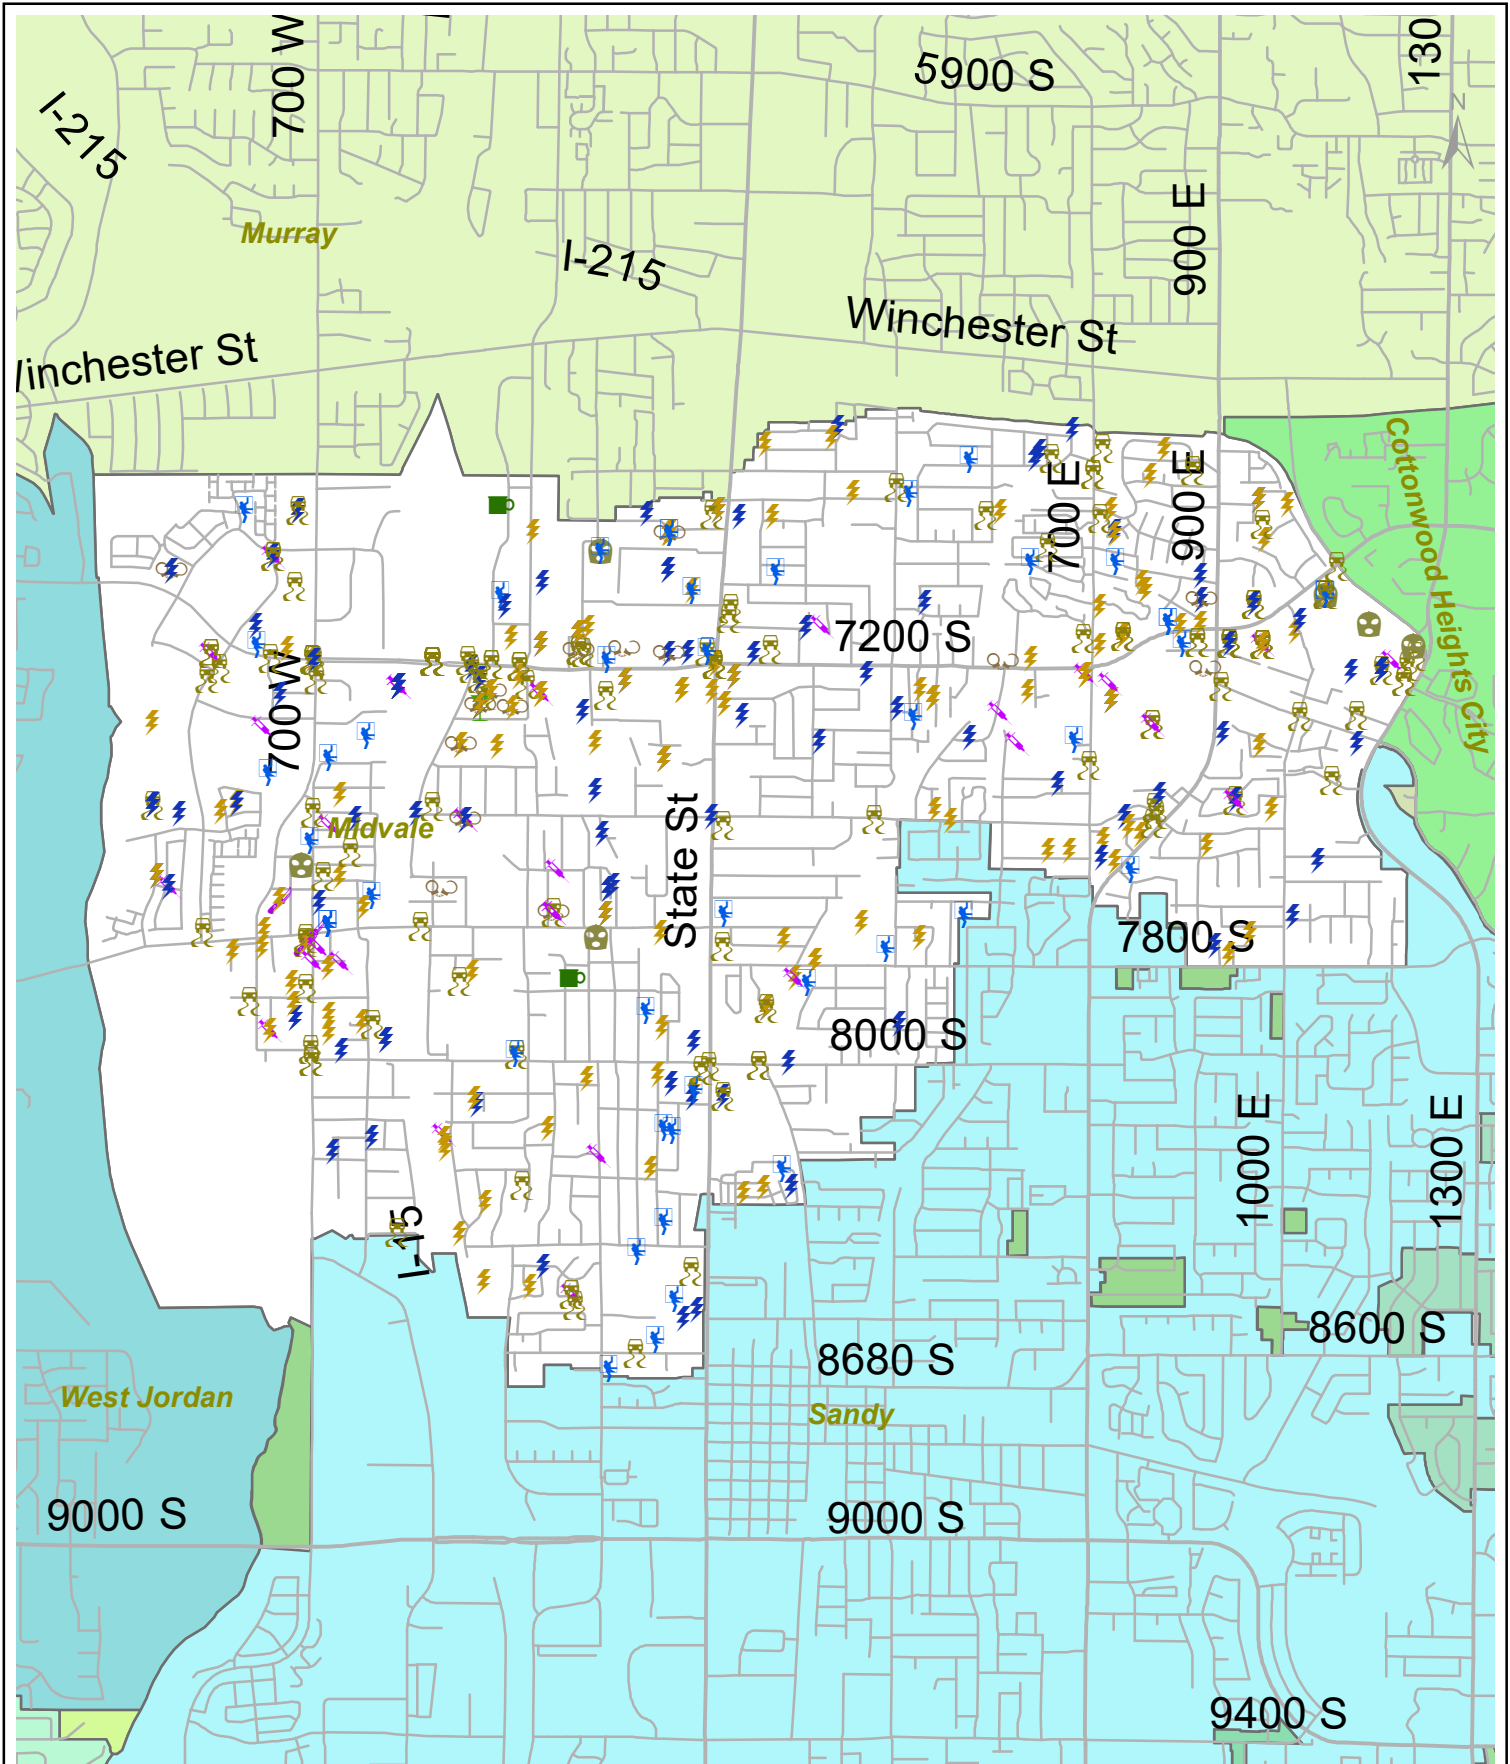 700 W
5900 S
130
I-215
N
Murray
900 E
I-215
Winchester St
Winchester St
Cottonwood Heights City
700 E
900 E
7200 S
700 W
Midvale
State St
7800 S
8000 S
1000 E
1300 E
I-15
8600 S
8680 S
West Jordan
Sandy
9000 S
9000 S
9400 S